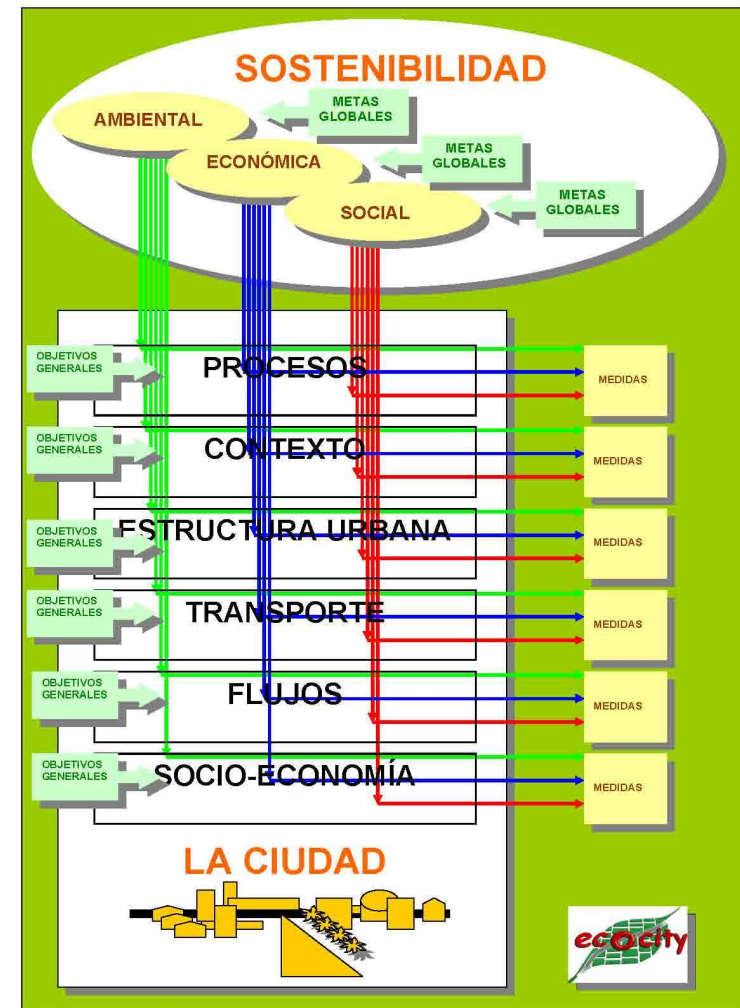 SOSTENIBILIDAD
METAS
GLOBALES
AMBIENTAL
METAS
GLOBALES
ECONÓMICA
METAS
GLOBALES
SOCIAL
OBJETIVOS
GENERALES
PROCESOS
MEDIDAS
OBJETIVOS
GENERALES
CONTEXTO
MEDIDAS
OBJETIVOS
GENERALES
ESTRUCTURA URBANA
MEDIDAS
OBJETIVOS
GENERALES
TRANSPORTE
MEDIDAS
OBJETIVOS
GENERALES
FLUJOS
MEDIDAS
OBJETIVOS
GENERALES
SOCIO-ECONOMÍA
MEDIDAS
LA CIUDAD
ecocity